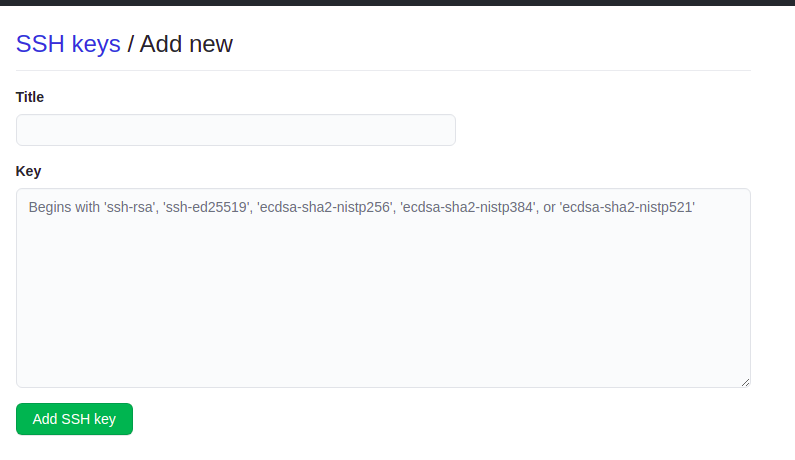 SSH keys / Add new
Title
Key
Begins with 'ssh-rsa', 'ssh-ed25519', 'ecdsa-sha2-nistp256', 'ecdsa-sha2-nistp384', or 'ecdsa-sha2-nistp521'
Add SSH key